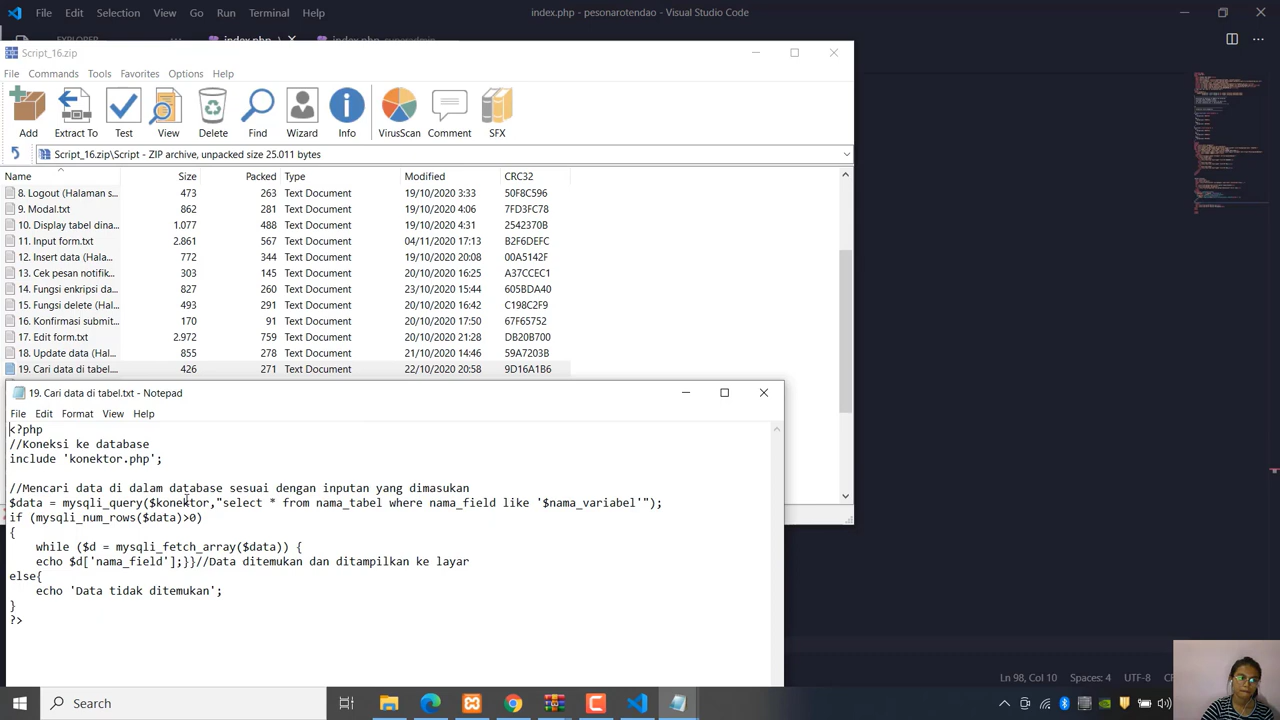 File Edit Selection View Go Run Terminal Help index.php - pesonarotendao - Visual Studio Code
Script_16.zip
File Commands Tools Favorites Options Help
Add Extract To Test View Delete Find Wizard Info VirusScan Comment SFX
Script_16.zip\Script - ZIP archive, unpacked size 25.011 bytes
Name Size Packed Type Modified CRC32
8. Logout (Halaman s... 473 263 Text Document 19/10/2020 3:33
9. Modal.txt 862 281 Text Document 19/10/2020 4:06
10. Display tabel dina... 1.077 488 Text Document 19/10/2020 4:31 2542370B
11. Input form.txt 2.861 567 Text Document 04/11/2020 17:13 B2F6DEFC
12. Insert data (Hala... 772 344 Text Document 19/10/2020 20:08 00A5142F
13. Cek pesan notifik... 303 145 Text Document 20/10/2020 16:25 A37CCEC1
14. Fungsi enkripsi da... 827 260 Text Document 23/10/2020 15:44 605BDA40
15. Fungsi delete (Hal... 493 291 Text Document 20/10/2020 16:42 C198C2F9
16. Konfirmasi submit... 170 91 Text Document 20/10/2020 17:50 67F65752
17. Edit form.txt 2.972 759 Text Document 20/10/2020 21:28 DB20B700
18. Update data (Hal... 855 278 Text Document 21/10/2020 14:46 59A7203B
19. Cari data di tabel.... 426 271 Text Document 22/10/2020 20:58 9D16A1B6
19. Cari data di tabel.txt - Notepad
File Edit Format View Help
<?php
//Koneksi ke database
include 'konektor.php';
//Mencari data di dalam database sesuai dengan inputan yang dimasukan
$data = mysqli_query($konektor,"select * from nama_tabel where nama_field like '$nama_variabel'");
if (mysqli_num_rows($data)>0)
{
while ($d = mysqli_fetch_array($data)) {
echo $d['nama_field'];}}//Data ditemukan dan ditampilkan ke layar
else{
echo 'Data tidak ditemukan';
}
?>
Ln 98, Col 10 Spaces: 4 UTF-8
Search